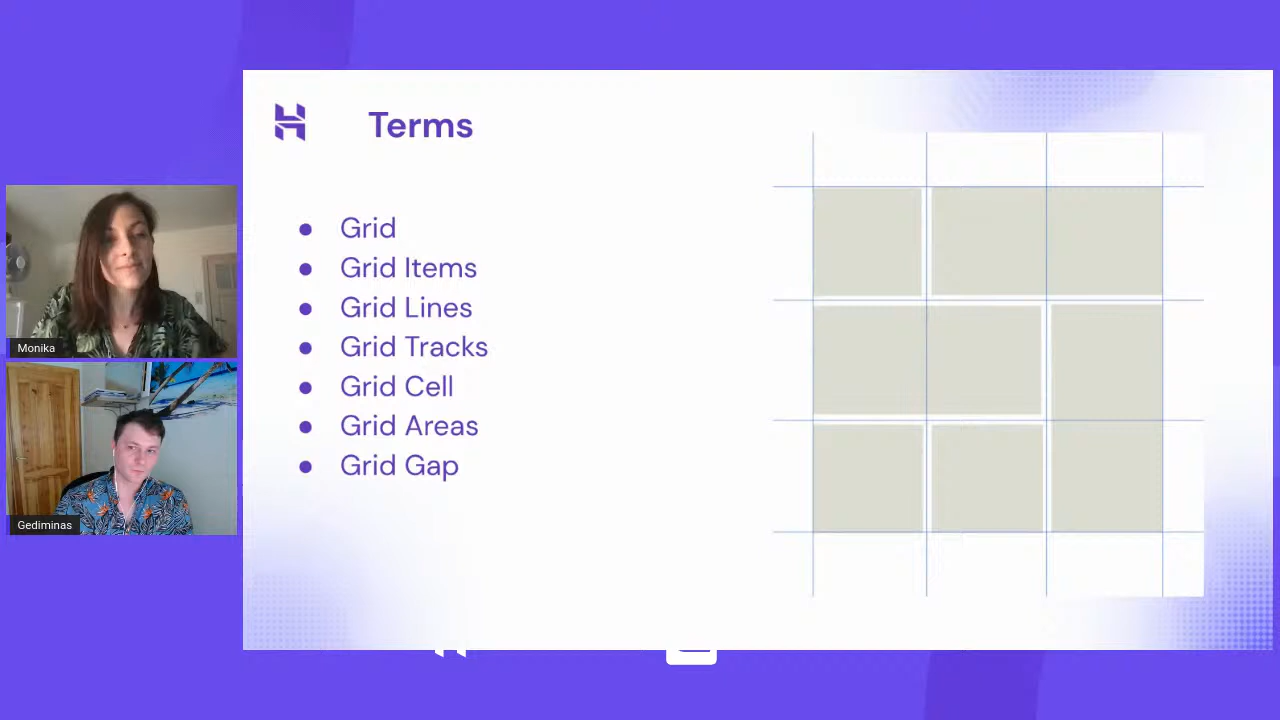 Terms
● Grid
● Grid Items
● Grid Lines
● Grid Tracks
● Grid Cell
● Grid Areas
● Grid Gap
Monika
Gediminas